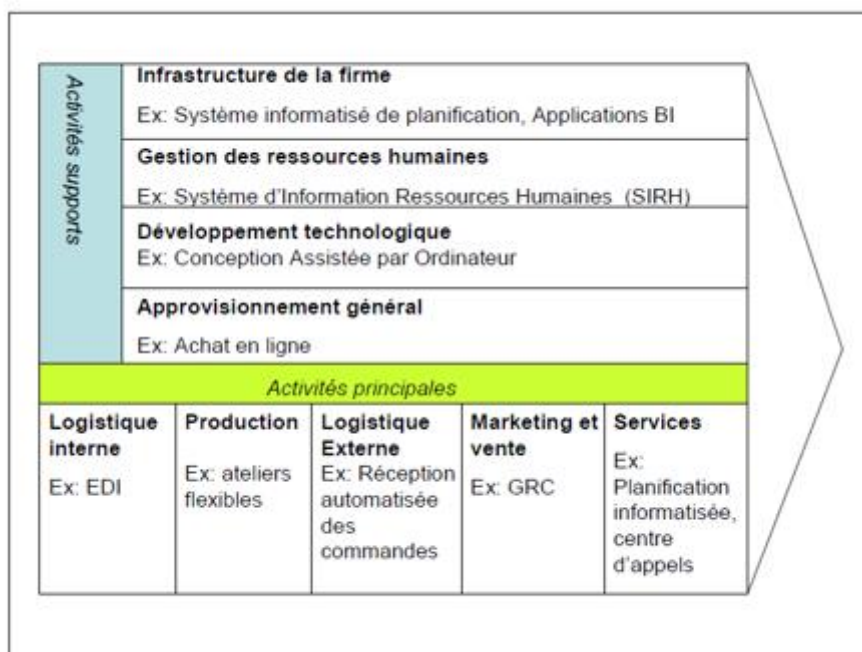 Activités supports
Infrastructure de la firme
Ex: Système informatisé de planification, Applications BI
Gestion des ressources humaines
Ex: Système d'Information Ressources Humaines (SIRH)
Développement technologique
Ex: Conception Assistée par Ordinateur
Approvisionnement général
Ex: Achat en ligne
Activités principales
Logistique
interne
Ex: EDI
Production
Ex: ateliers
flexibles
Logistique
Externe
Ex: Réception
automatisée
des
commandes
Marketing et
vente
Ex: GRC
Services
Ex:
Planification
informatisée,
centre
d'appels